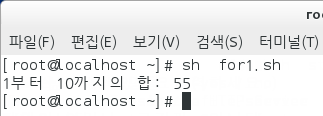 ro
파일(F) 편집(E) 보기(V) 검색(S) 터미널(T)
[root@localhost ~]# sh for1.sh
1부터 10까지의 합: 55
[root@localhost ~]#